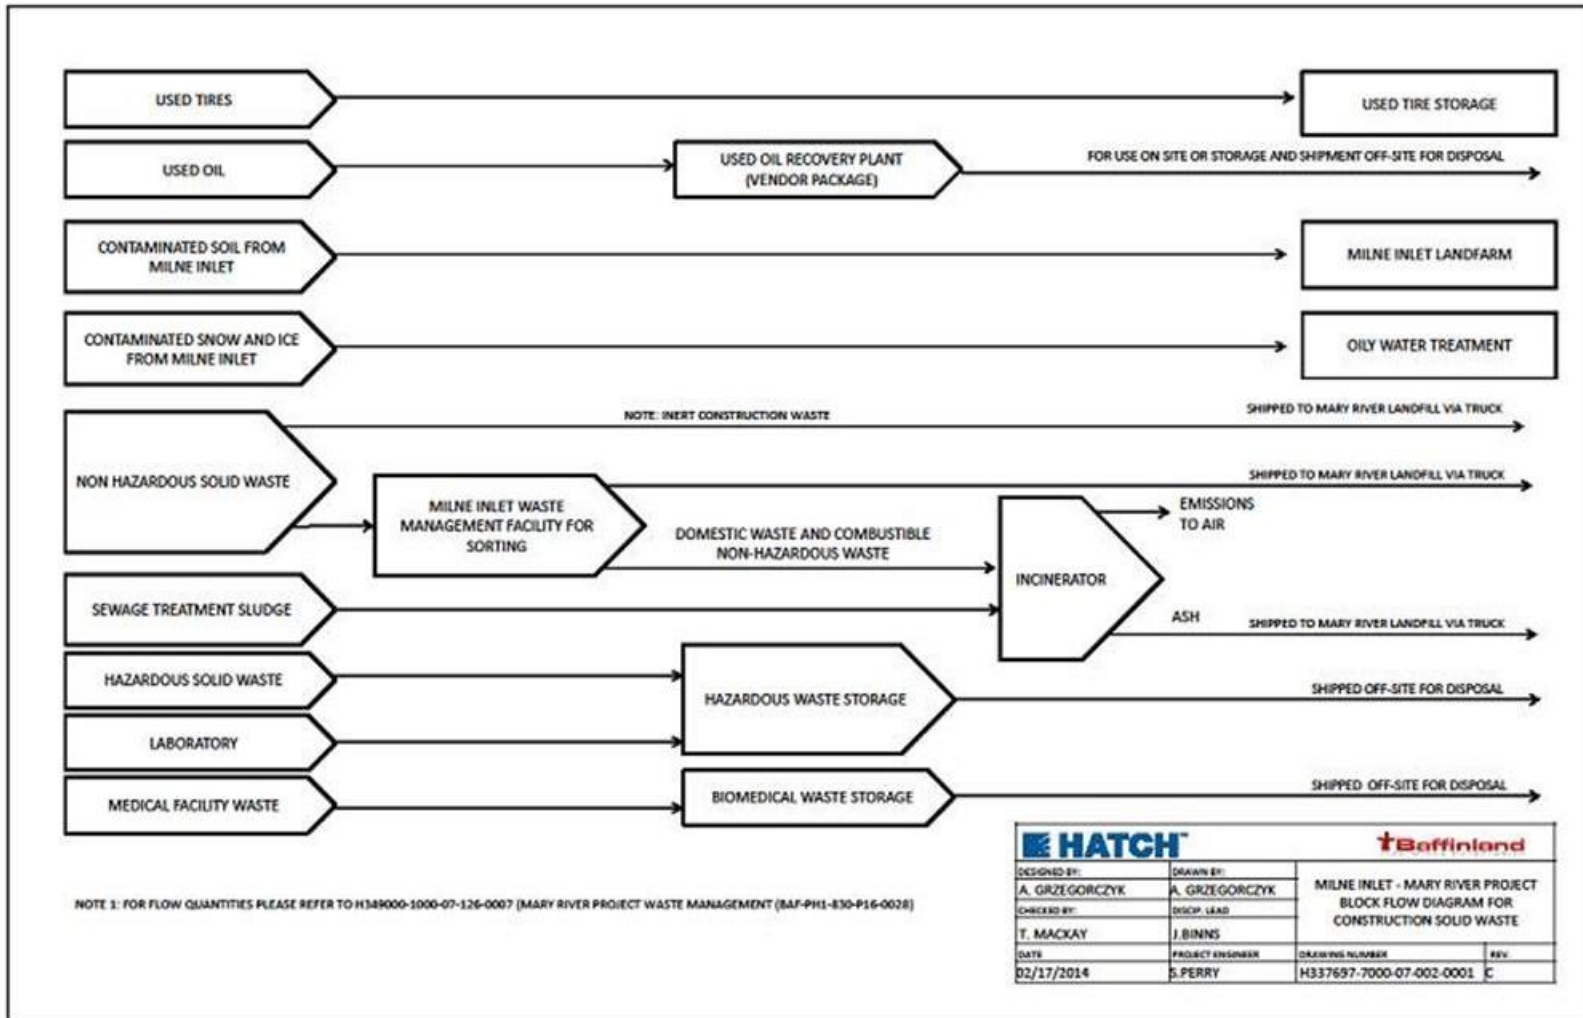 USED TIRES
USED TIRE STORAGE
USED OIL
USED OIL RECOVERY PLANT
(VENDOR PACKAGE)
FOR USE ON SITE OR STORAGE AND SHIPMENT OFF-SITE FOR DISPOSAL
CONTAMINATED SOIL FROM
MILNE INLET
MILNE INLET LANDFARM
CONTAMINATED SNOW AND ICE
FROM MILNE INLET
OILY WATER TREATMENT
NOTE: INERT CONSTRUCTION WASTE
SHIPPED TO MARY RIVER LANDFILL VIA TRUCK
NON HAZARDOUS SOLID WASTE
MILNE INLET WASTE
MANAGEMENT FACILITY FOR
SORTING
SHIPPED TO MARY RIVER LANDFILL VIA TRUCK
DOMESTIC WASTE AND COMBUSTIBLE
NON-HAZARDOUS WASTE
INCINERATOR
EMISSIONS
TO AIR
SEWAGE TREATMENT SLUDGE
ASH
SHIPPED TO MARY RIVER LANDFILL VIA TRUCK
HAZARDOUS SOLID WASTE
HAZARDOUS WASTE STORAGE
SHIPPED OFF-SITE FOR DISPOSAL
LABORATORY
MEDICAL FACILITY WASTE
BIOMEDICAL WASTE STORAGE
SHIPPED OFF-SITE FOR DISPOSAL
NOTE 1: FOR FLOW QUANTITIES PLEASE REFER TO H349000-1000-07-126-0007 (MARY RIVER PROJECT WASTE MANAGEMENT (BAF-PH1-830-P16-0028)
HATCH™
Baffinland
DESIGNED BY:
A. GRZEGORCZYK
DRAWN BY:
A. GRZEGORCZYK
MILNE INLET - MARY RIVER PROJECT
BLOCK FLOW DIAGRAM FOR
CONSTRUCTION SOLID WASTE
CHECKED BY:
T. MACKAY
DISCIP. LEAD
J.BINNS
DATE
02/17/2014
PROJECT ENGINEER
S.PERRY
DRAWING NUMBER
H337697-7000-07-002-0001
REV.
C